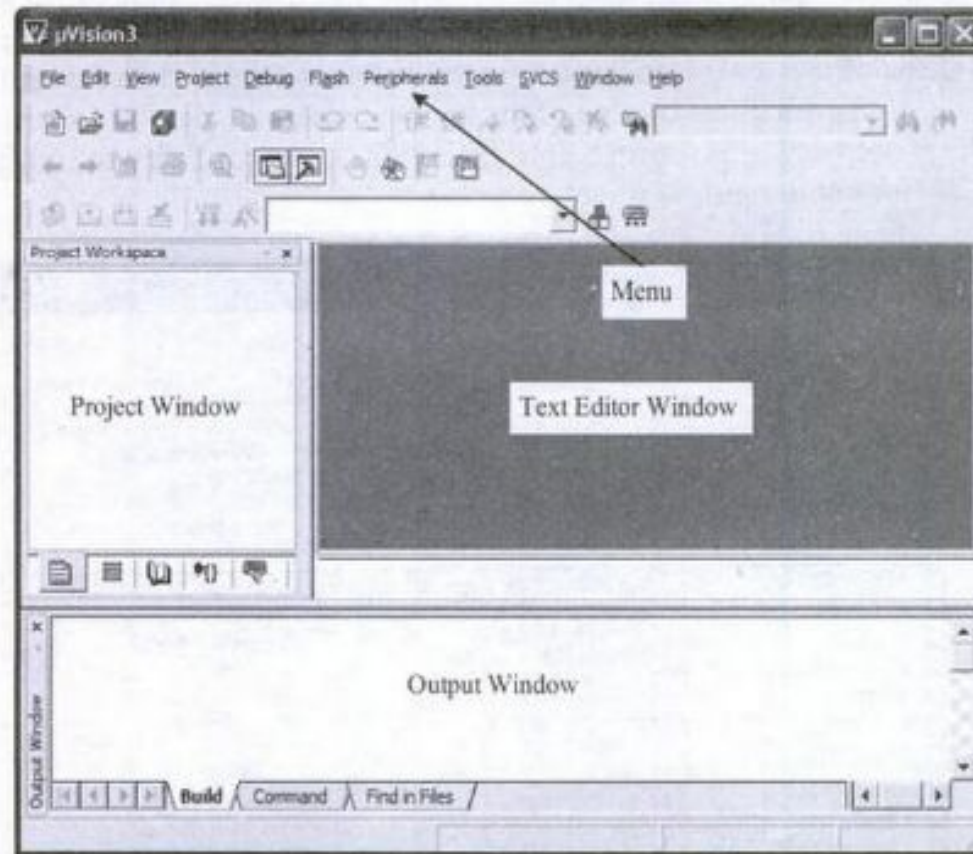 µVision3
File Edit View Project Debug Flash Peripherals Tools SVCS Window Help
Project Workspace
Menu
Project Window
Text Editor Window
Output Window
Output Window
Build Command Find in Files